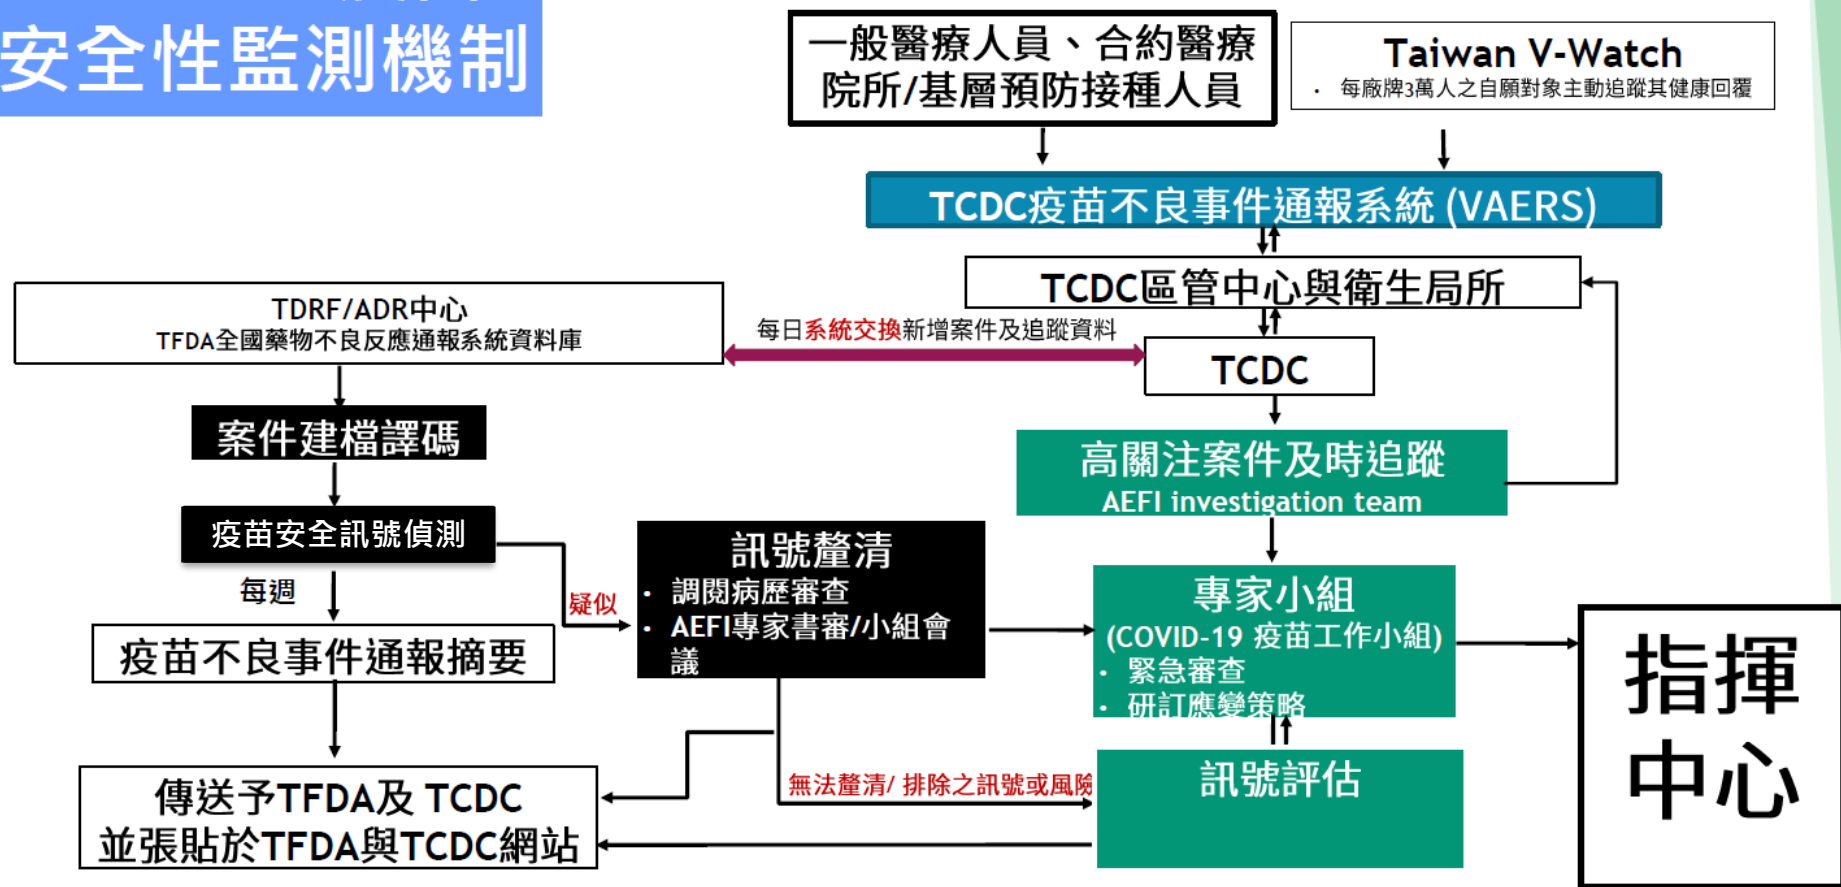 安全性監測機制
一般醫療人員、合約醫療
院所/基層預防接種人員
Taiwan V-Watch
• 每廠牌3萬人之自願對象主動追蹤其健康回覆
TCDC疫苗不良事件通報系統 (VAERS)
TCDC區管中心與衛生局所
TDRF/ADR中心
TFDA全國藥物不良反應通報系統資料庫
每日系統交換新增案件及追蹤資料
TCDC
案件建檔譯碼
高關注案件及時追蹤
AEFI investigation team
疫苗安全訊號偵測
每週
疑似
訊號釐清
• 調閱病歷審查
• AEFI專家書審/小組會
議
專家小組
(COVID-19 疫苗工作小組)
• 緊急審查
• 研訂應變策略
指揮
中心
疫苗不良事件通報摘要
無法釐清/ 排除之訊號或風險
訊號評估
傳送予TFDA及 TCDC
並張貼於TFDA與TCDC網站